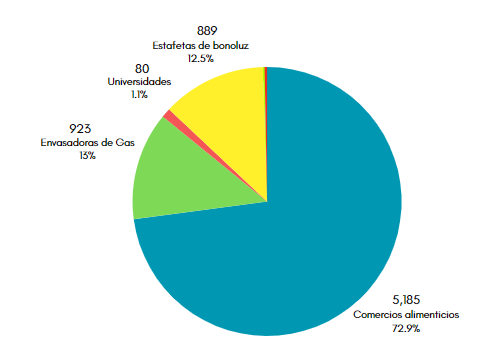 889
Estafetas de bonoluz
12.5%
80
Universidades
1.1%
923
Envasadoras de Gas
13%
5,185
Comercios alimenticios
72.9%